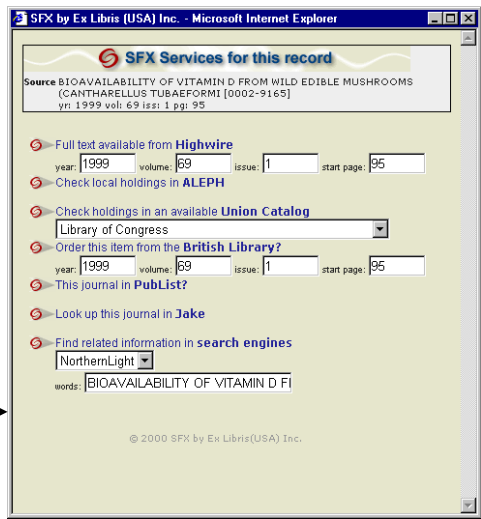 SFX by Ex Libris (USA) Inc. - Microsoft Internet Explorer
SFX Services for this record
Source BIOAVAILABILITY OF VITAMIN D FROM WILD EDIBLE MUSHROOMS
(CANTHARELLUS TUBAEFORMI [0002-9165]
yr: 1999 vol: 69 iss: 1 pg: 95
Full text available from Highwire
year: 1999 volume: 69 issue: 1 start page: 95
Check local holdings in ALEPH
Check holdings in an available Union Catalog
Library of Congress
Order this item from the British Library?
year: 1999 volume: 69 issue: 1 start page: 95
This journal in PubList?
Look up this journal in Jake
Find related information in search engines
NorthernLight
words: BIOAVAILABILITY OF VITAMIN D FI
© 2000 SFX by Ex Libris(USA) Inc.